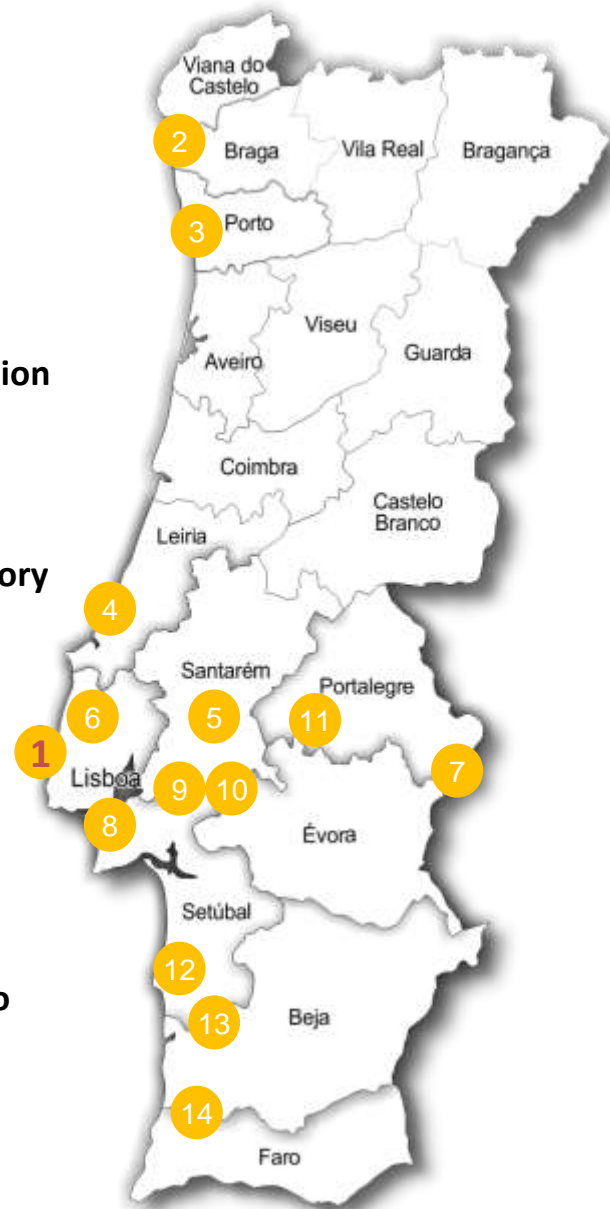 Viana do
Castelo
2
Braga
Vila Real
Bragança
3
Porto
Viseu
Guarda
Aveiro
ion
Coimbra
Castelo
Branco
Leiria
ory
4
Santarém
Portalegre
6
5
11
1
7
Lisboa
9
10
8
Évora
Setúbal
12
13
Beja
o
14
Faro